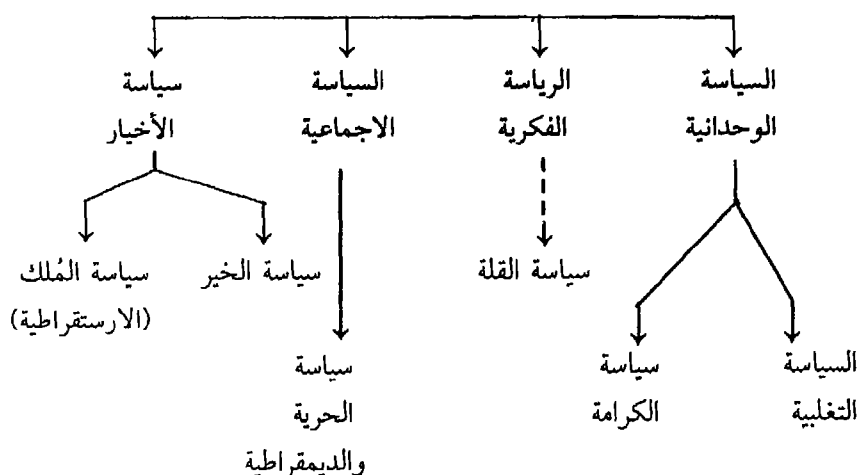 السياسة
الوحدانية
الرياسة
الفكرية
السياسة
الاجماعية
سياسة
الأخيار
السياسة
التغلبية
سياسة
الكرامة
سياسة القلة
سياسة
الحرية
والديمقراطية
سياسة الخير
سياسة المُلك
(الارستقراطية)